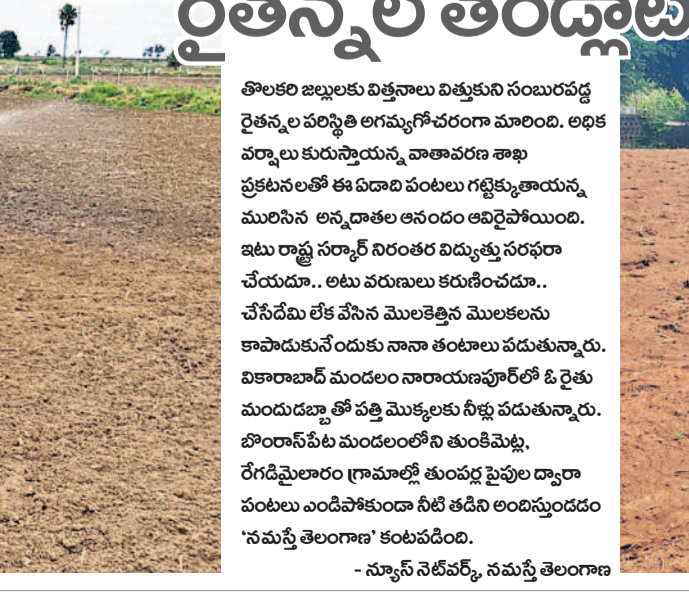 రైతన్నల తండ్లాట
తొలకరి జల్లులకు విత్తనాలు విత్తుకుని సంబురపడ్డ
రైతన్నల పరిస్థితి అగమ్యగోచరంగా మారింది. అధిక
వర్షాలు కురుస్తాయన్న వాతావరణ శాఖ
ప్రకటనలతో ఈ ఏడాది పంటలు గట్టెక్కుతాయన్న
మురిసిన అన్నదాతల ఆనందం ఆవిరైపోయింది.
ఇటు రాష్ట్ర సర్కార్ నిరంతర విద్యుత్తు సరఫరా
చేయదూ.. అటు వరుణులు కరుణించడూ..
చేసేదేమి లేక వేసిన మొలకెత్తిన మొలకలను
కాపాడుకునేందుకు నానా తంటాలు పడుతున్నారు.
వికారాబాద్ మండలం నారాయణపూర్‌లో ఓ రైతు
మందుడబ్బాతో పత్తి మొక్కలకు నీళ్లు పడుతున్నారు.
బొంరాస్‌పేట మండలంలోని తుంకిమెట్ల,
రేగడిమైలారం గ్రామాల్లో తుంపర్ల పైపుల ద్వారా
పంటలు ఎండిపోకుండా నీటి తడిని అందిస్తుండడం
‘నమస్తే తెలంగాణ’ కంటపడింది.
- న్యూస్ నెట్‌వర్క్, నమస్తే తెలంగాణ